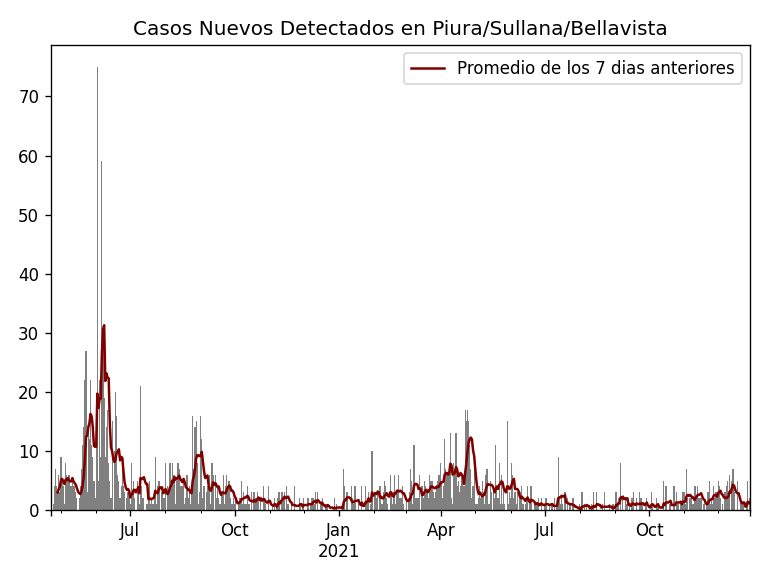 Casos Nuevos Detectados en Piura/Sullana/Bellavista
Promedio de los 7 dias anteriores
70
60
50
40
30
20
10
0
Jul
Oct
Jan
2021
Apr
Jul
Oct